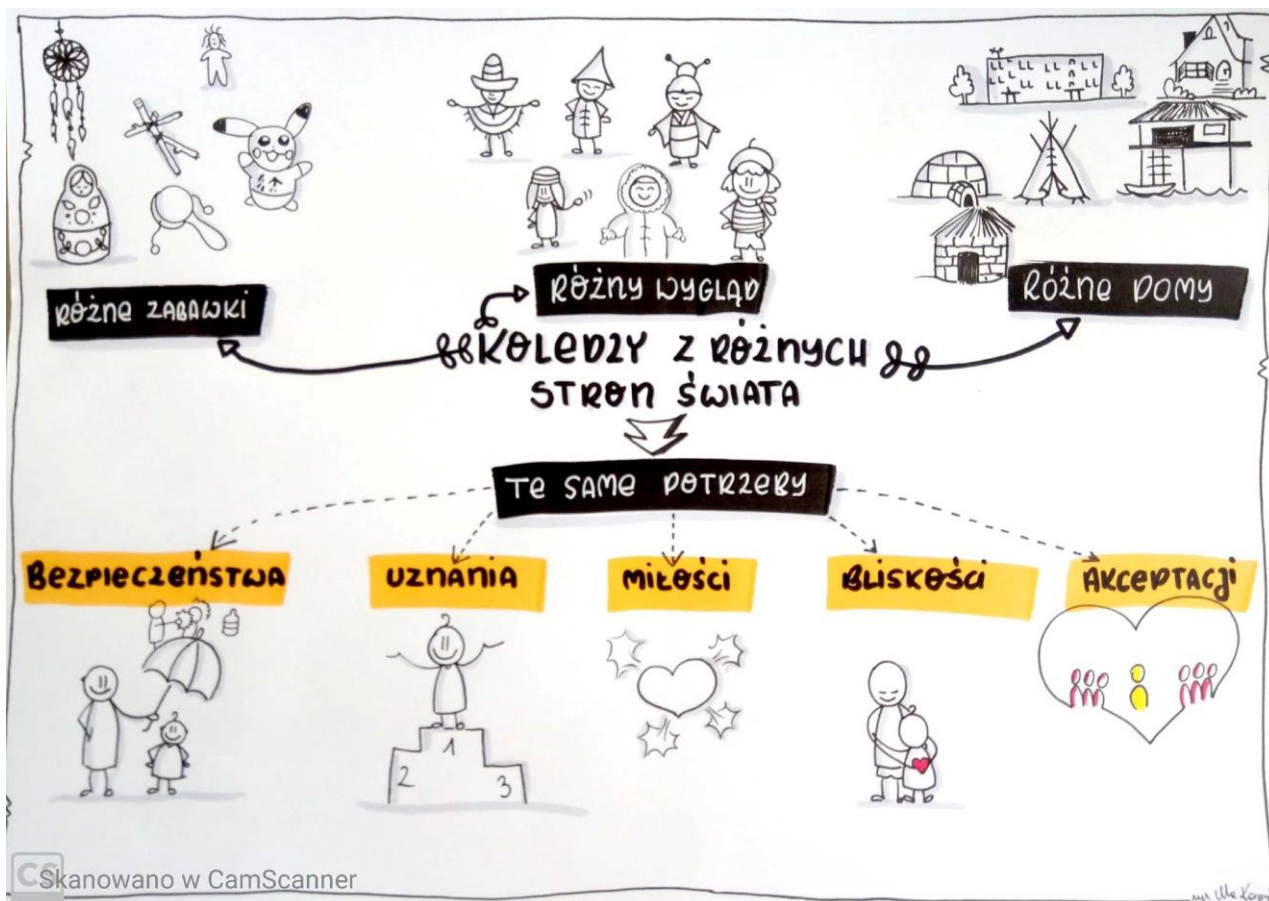 RÓŻNE ZABAWKI
RÓŻNY WYGLĄD
RÓŻNE DOMY
KOLEDZY Z RÓŻNYCH
STRON ŚWIATA
TE SAME POTRZEBY
BEZPIECZEŃSTWA
UZNANIA
MIŁOŚCI
BLISKOŚCI
AKCEPTACJI
1
2
3
CS
Skanowano w CamScanner